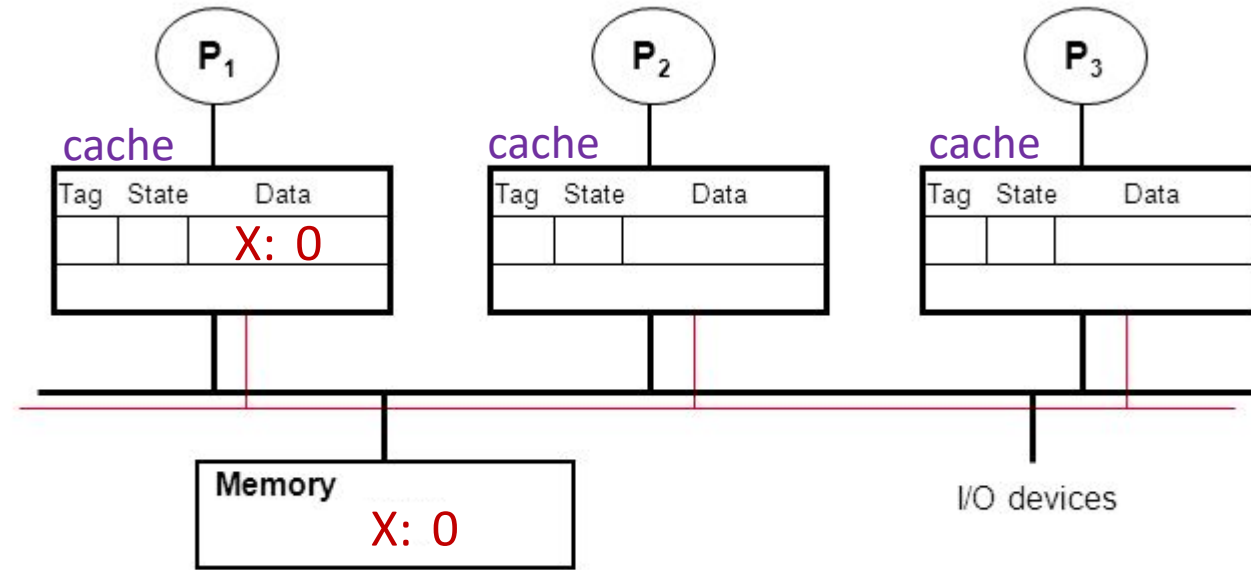 P₁ P₂ P₃
cache cache cache
Tag State Data Tag State Data Tag State Data
X: 0
Memory
X: 0
I/O devices